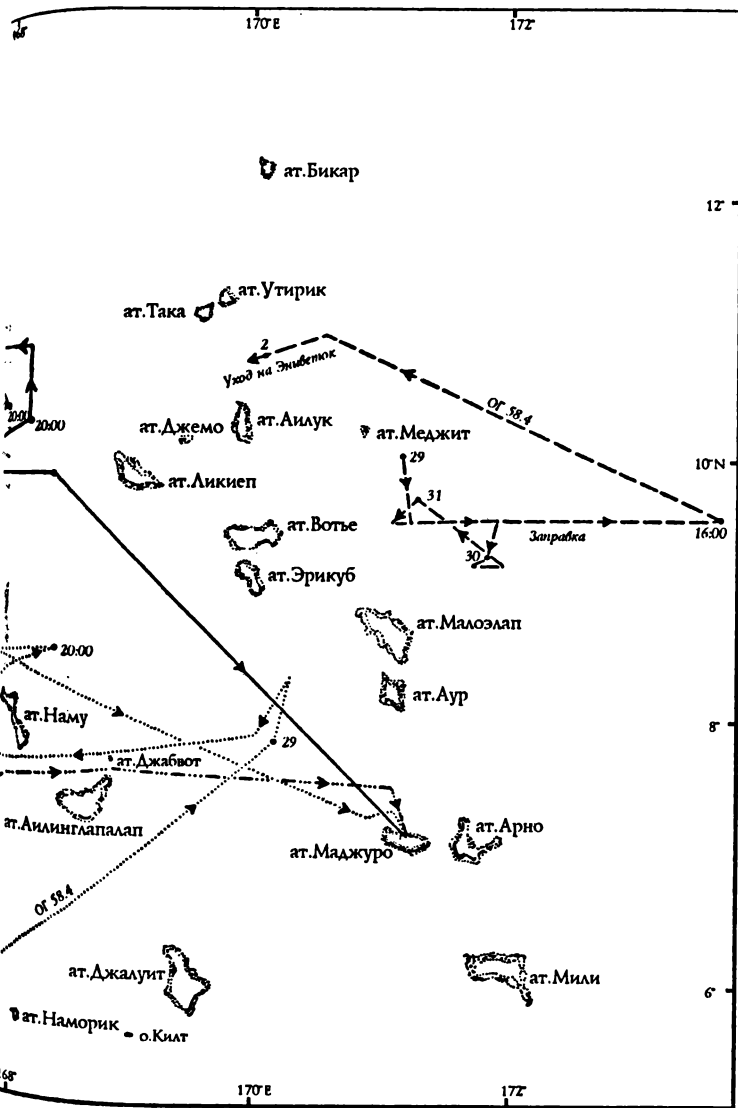 168°
170°E
172°
ат.Бикар
12°
ат.Утирик
ат.Така
2
Уход на Эниветок
ОГ 58.4
20:00
20:00
ат.Джемо
ат.Аилук
ат.Меджит
29
10°N
ат.Ликиеп
31
ат.Вотье
Заправка
16:00
30
ат.Эрикуб
ат.Малоэлап
20:00
ат.Аур
ат.Наму
29
8°
ат.Джабвот
ат.Аилинглапалап
ат.Арно
ат.Маджуро
ОГ 58.4
ат.Джалуит
ат.Мили
6°
ат.Наморик
о.Килт
168°
170°E
172°